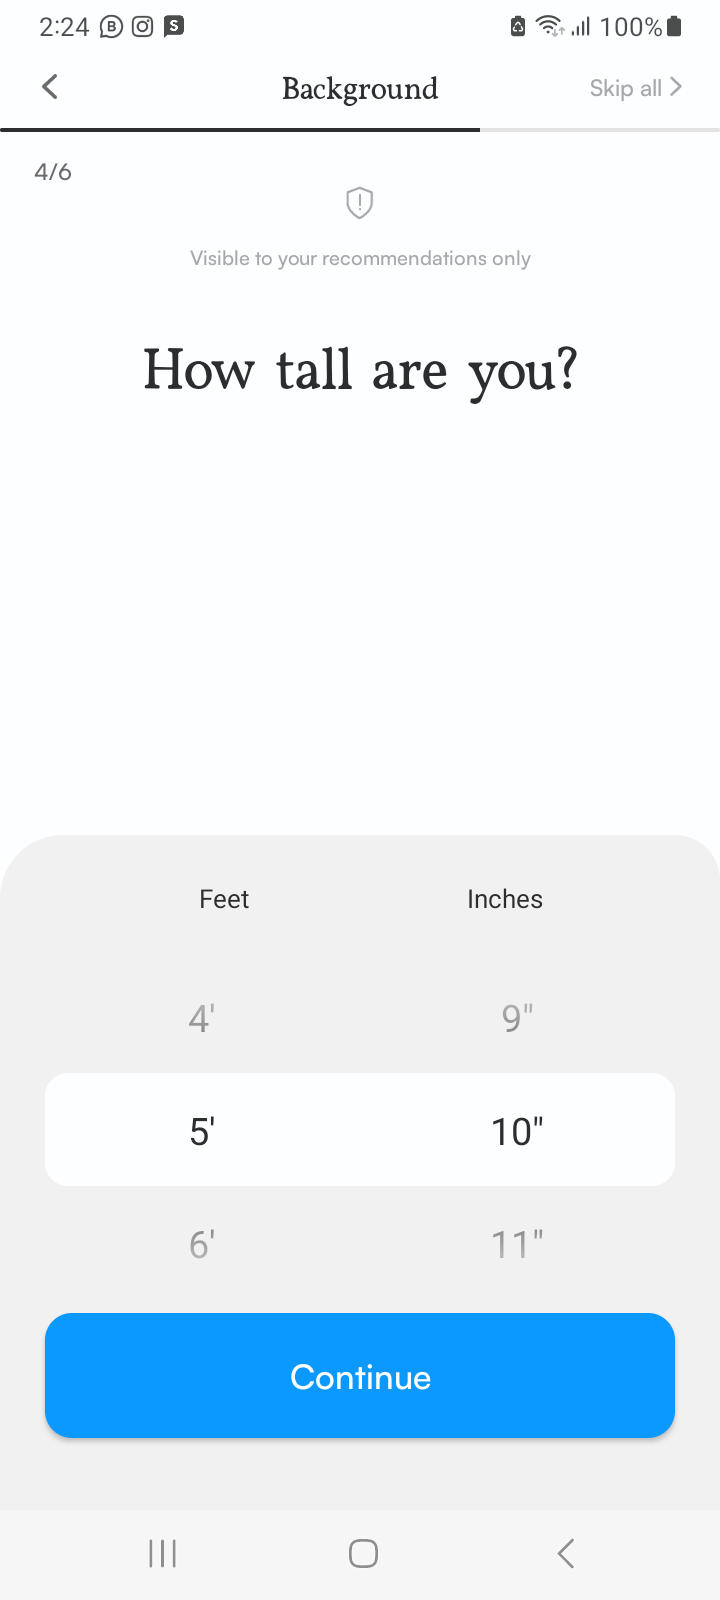 2:24 100%
Background Skip all
4/6
Visible to your recommendations only
How tall are you?
Feet Inches
4' 9"
5' 10"
6' 11"
Continue